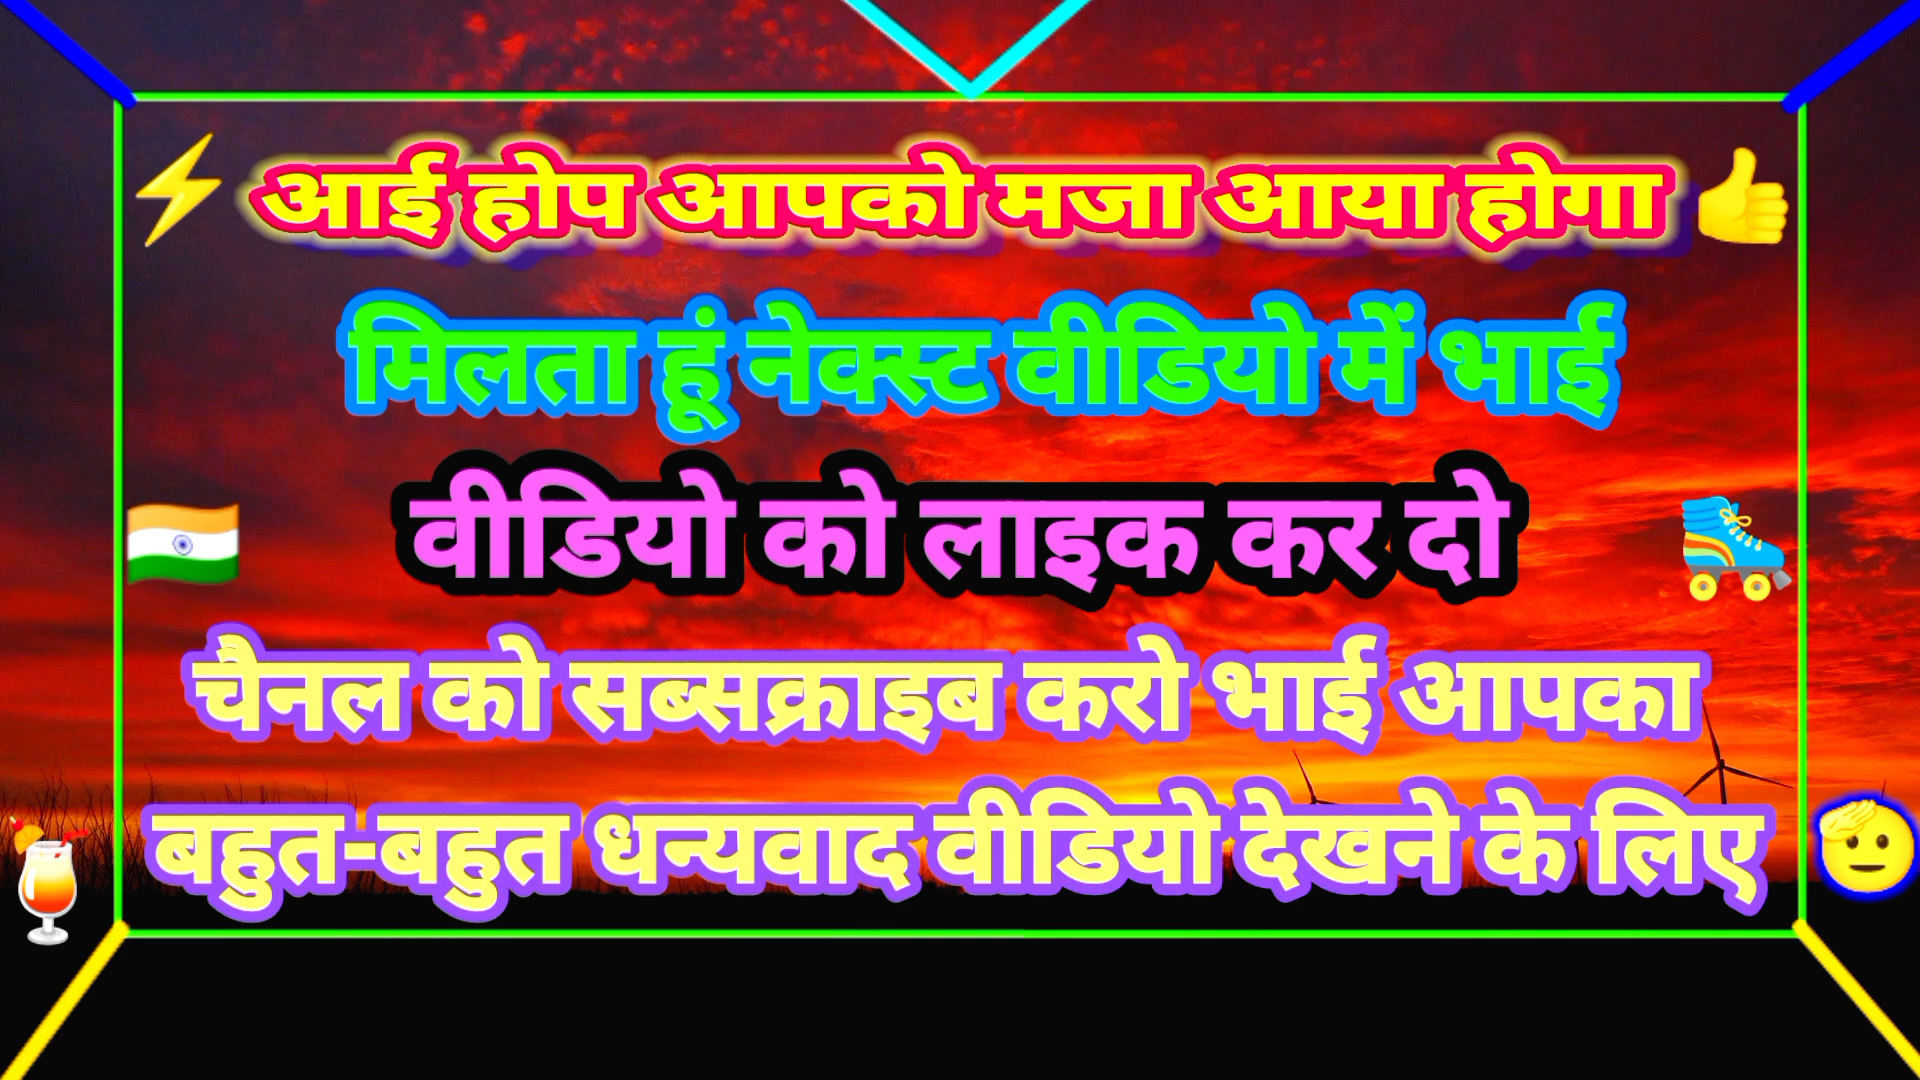 आई होप आपको मजा आया होगा
मिलता हूं नेक्स्ट वीडियो में भाई
वीडियो को लाइक कर दो
चैनल को सब्सक्राइब करो भाई आपका
बहुत-बहुत धन्यवाद वीडियो देखने के लिए